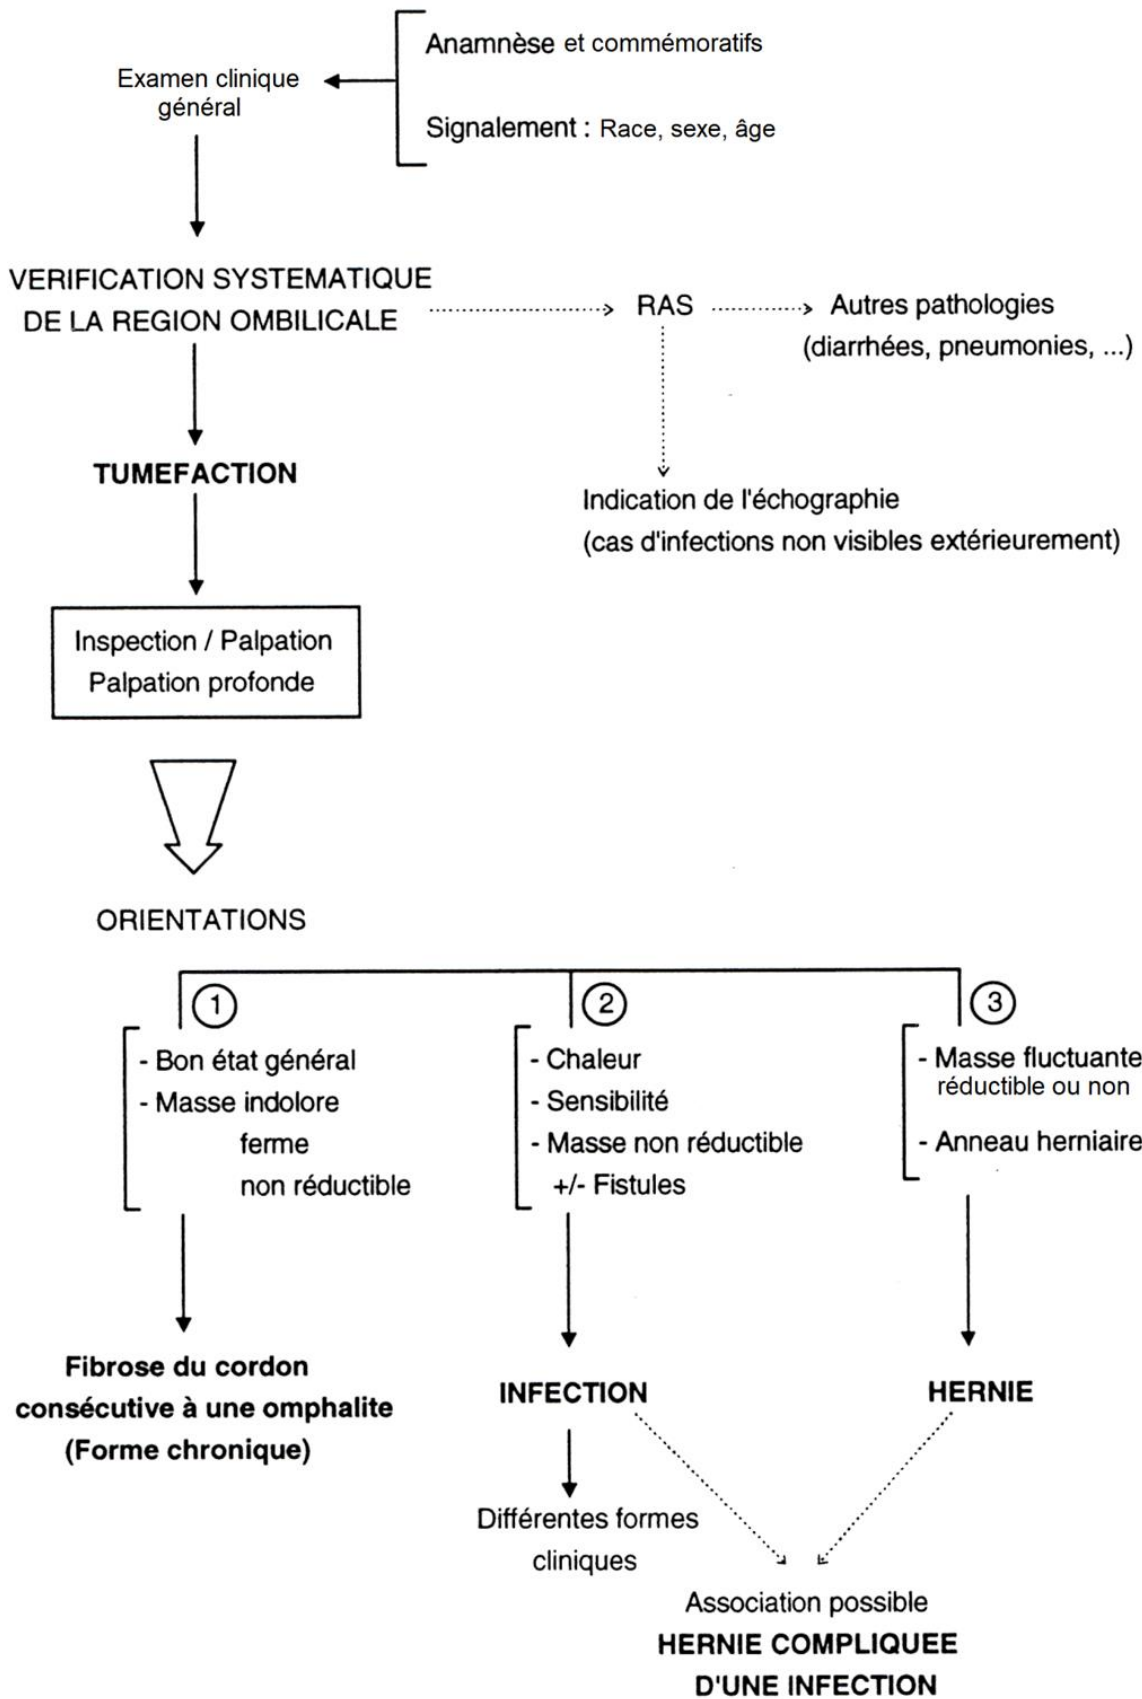 Anamnèse et commémoratifs
Examen clinique
général
Signalement : Race, sexe, âge
VERIFICATION SYSTEMATIQUE
DE LA REGION OMBILICALE
RAS
Autres pathologies
(diarrhées, pneumonies, ...)
TUMEFACTION
Indication de l'échographie
(cas d'infections non visibles extérieurement)
Inspection / Palpation
Palpation profonde
ORIENTATIONS
1
- Bon état général
- Masse indolore
ferme
non réductible
2
- Chaleur
- Sensibilité
- Masse non réductible
+/- Fistules
3
- Masse fluctuante
réductible ou non
- Anneau herniaire
Fibrose du cordon
consécutive à une omphalite
(Forme chronique)
INFECTION
HERNIE
Différentes formes
cliniques
Association possible
HERNIE COMPLIQUEE
D'UNE INFECTION